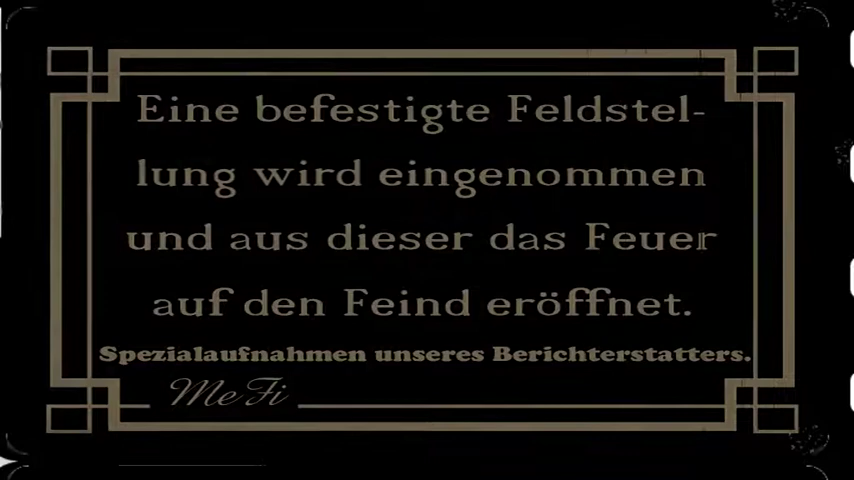 Eine befestigte Feldstel-
lung wird eingenommen
und aus dieser das Feuer
auf den Feind eröffnet.
Spezialaufnahmen unseres Berichterstatters.
MeFi